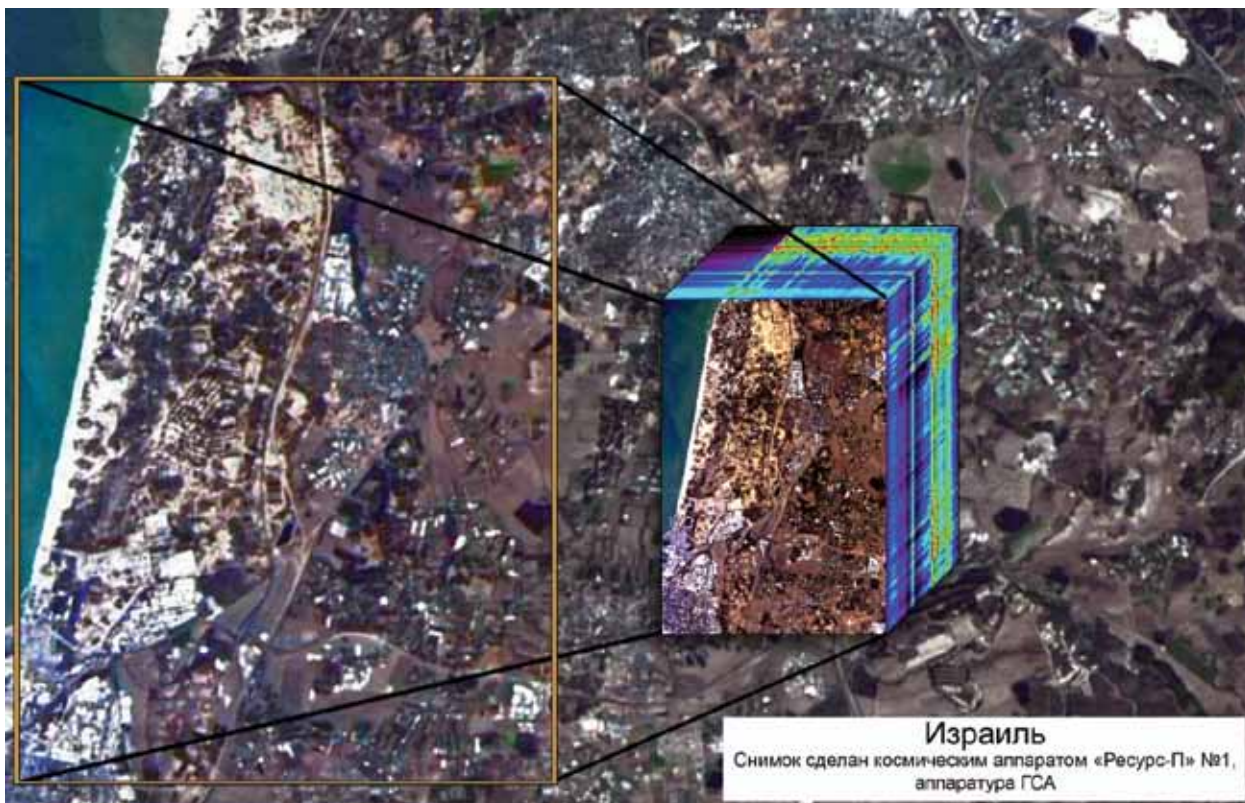 Израиль
Снимок сделан космическим аппаратом «Ресурс-П» №1,
аппаратура ГСА